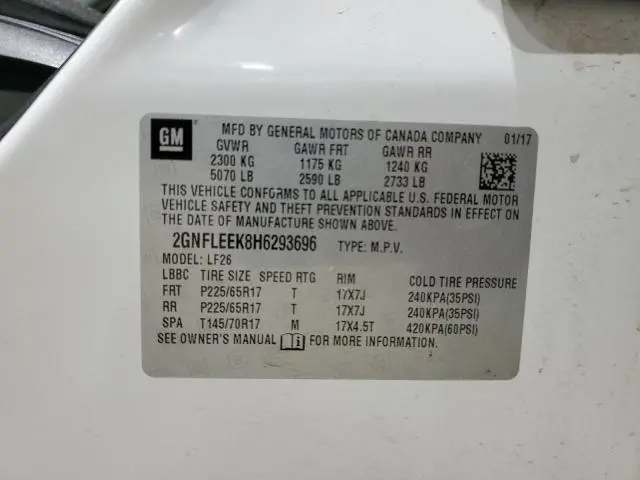 GM MFD BY GENERAL MOTORS OF CANADA COMPANY 01/17
GVWR GAWR FRT GAWR RR
2300 KG 1175 KG 1240 KG
5070 LB 2590 LB 2733 LB
THIS VEHICLE CONFORMS TO ALL APPLICABLE U.S. FEDERAL MOTOR
VEHICLE SAFETY AND THEFT PREVENTION STANDARDS IN EFFECT ON
THE DATE OF MANUFACTURE SHOWN ABOVE.
2GNFLEEK8H6293696 TYPE: M.P.V.
MODEL: LF26
LBBC TIRE SIZE SPEED RTG RIM COLD TIRE PRESSURE
FRT P225/65R17 T 17X7J 240KPA(35PSI)
RR P225/65R17 T 17X7J 240KPA(35PSI)
SPA T145/70R17 M 17X4.5T 420KPA(60PSI)
SEE OWNER'S MANUAL i FOR MORE INFORMATION.